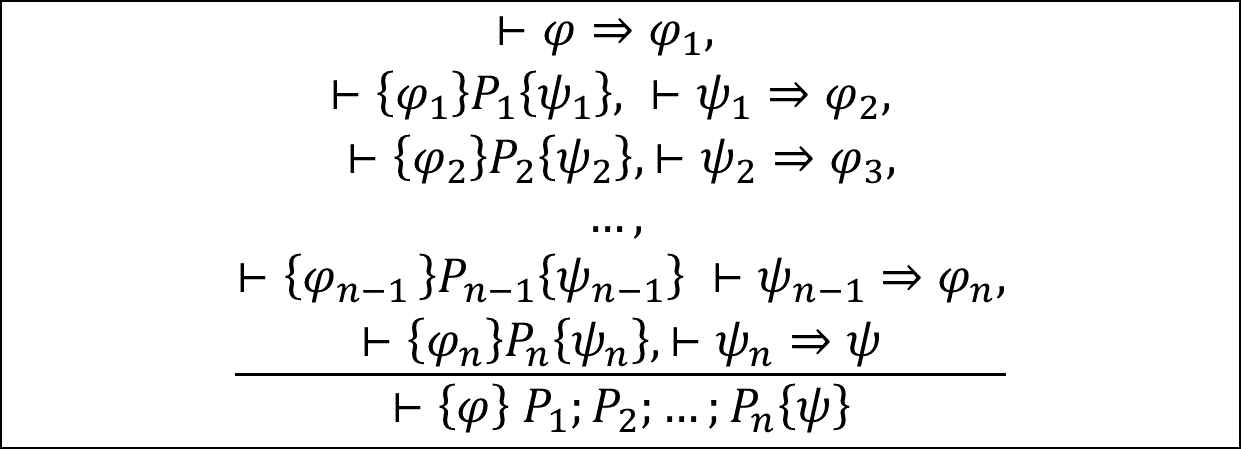 ⊢ φ ⇒ φ₁,
⊢ {φ₁}P₁{ψ₁}, ⊢ ψ₁ ⇒ φ₂,
⊢ {φ₂}P₂{ψ₂}, ⊢ ψ₂ ⇒ φ₃,
… ,
⊢ {φₙ₋₁ }Pₙ₋₁{ψₙ₋₁} ⊢ ψₙ₋₁ ⇒ φₙ,
⊢ {φₙ}Pₙ{ψₙ}, ⊢ ψₙ ⇒ ψ
⊢ {φ} P₁; P₂; … ; Pₙ{ψ}